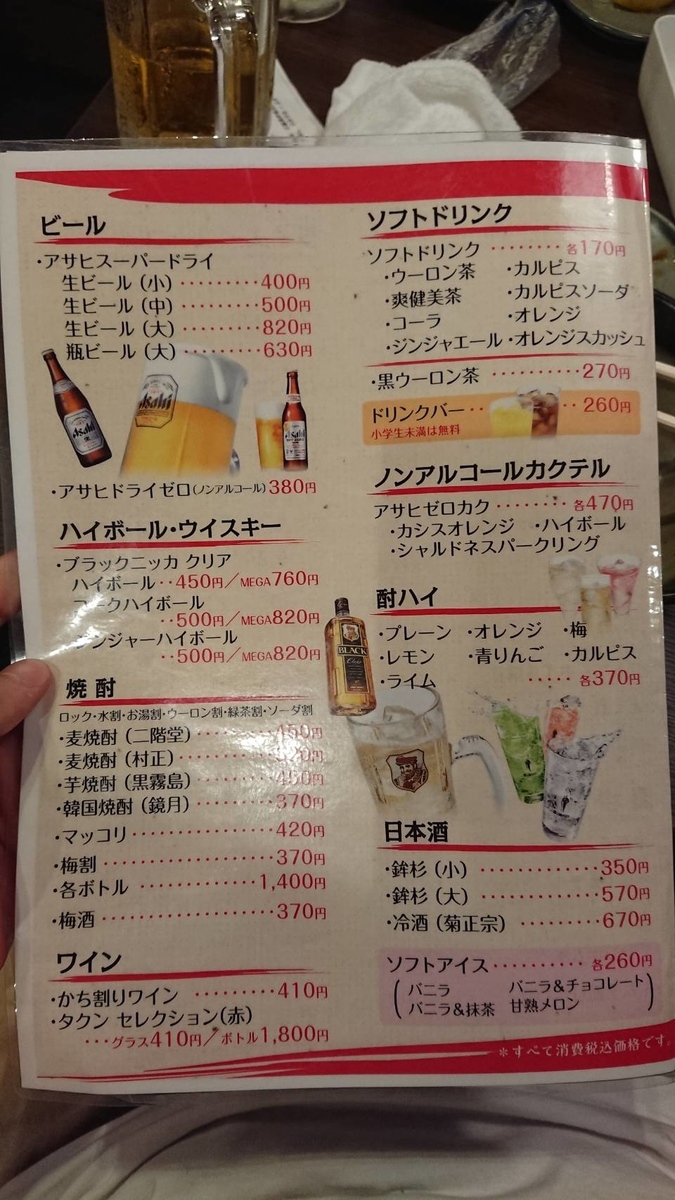 ビール
・アサヒスーパードライ
生ビール(小)·········400円
生ビール(中)·········500円
生ビール(大)·········820円
瓶ビール(大)·········630円
Asahi
Asahi
・アサヒドライゼロ(ノンアルコール)380円
ハイボール・ウイスキー
・ブラックニッカ クリア
ハイボール··450円／MEGA760円
コークハイボール
··500円／MEGA820円
ジンジャーハイボール
··500円／MEGA820円
焼酎
ロック・水割・お湯割・ウーロン割・緑茶割・ソーダ割
・麦焼酎(二階堂)·········450円
・麦焼酎(村正)·········円
・芋焼酎(黒霧島)·········450円
・韓国焼酎(鏡月)·········370円
・マッコリ·········420円
・梅割·········370円
・各ボトル·········1,400円
・梅酒·········370円
ワイン
・かち割りワイン·········410円
・タクン セレクション(赤)
···グラス410円／ボトル1,800円
ソフトドリンク
ソフトドリンク········各170円
・ウーロン茶 ・カルピス
・爽健美茶 ・カルピスソーダ
・コーラ ・オレンジ
・ジンジャエール ・オレンジスカッシュ
・黒ウーロン茶··········270円
ドリンクバー·· ··260円
小学生未満は無料
ノンアルコールカクテル
アサヒゼロカク········各470円
・カシスオレンジ ・ハイボール
・シャルドネスパークリング
酎ハイ
・プレーン ・オレンジ ・梅
・レモン ・青りんご ・カルピス
・ライム ·····各370円
BLACK
日本酒
・鉾杉(小)·············350円
・鉾杉(大)·············570円
・冷酒(菊正宗)·········670円
ソフトアイス··········各260円
(バニラ バニラ&チョコレート
バニラ&抹茶 甘熟メロン)
＊すべて消費税込価格です。